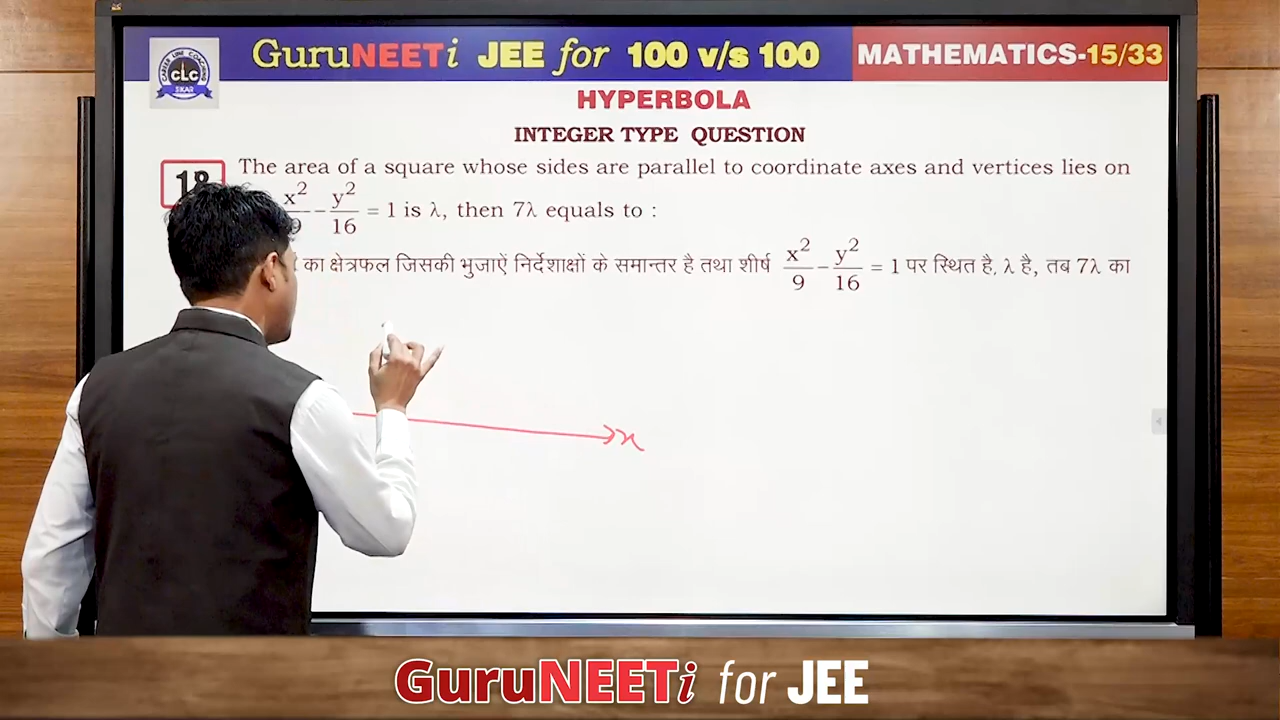 GuruNEETi JEE for 100 v/s 100
MATHEMATICS-15/33
CLC
SIKAR
HYPERBOLA
INTEGER TYPE QUESTION
18
The area of a square whose sides are parallel to coordinate axes and vertices lies on
x²/9 − y²/16 = 1 is λ, then 7λ equals to :
का क्षेत्रफल जिसकी भुजाऐं निर्देशाक्षों के समान्तर है तथा शीर्ष x²/9 − y²/16 = 1 पर स्थित है, λ है, तब 7λ का
x
GuruNEETi for JEE